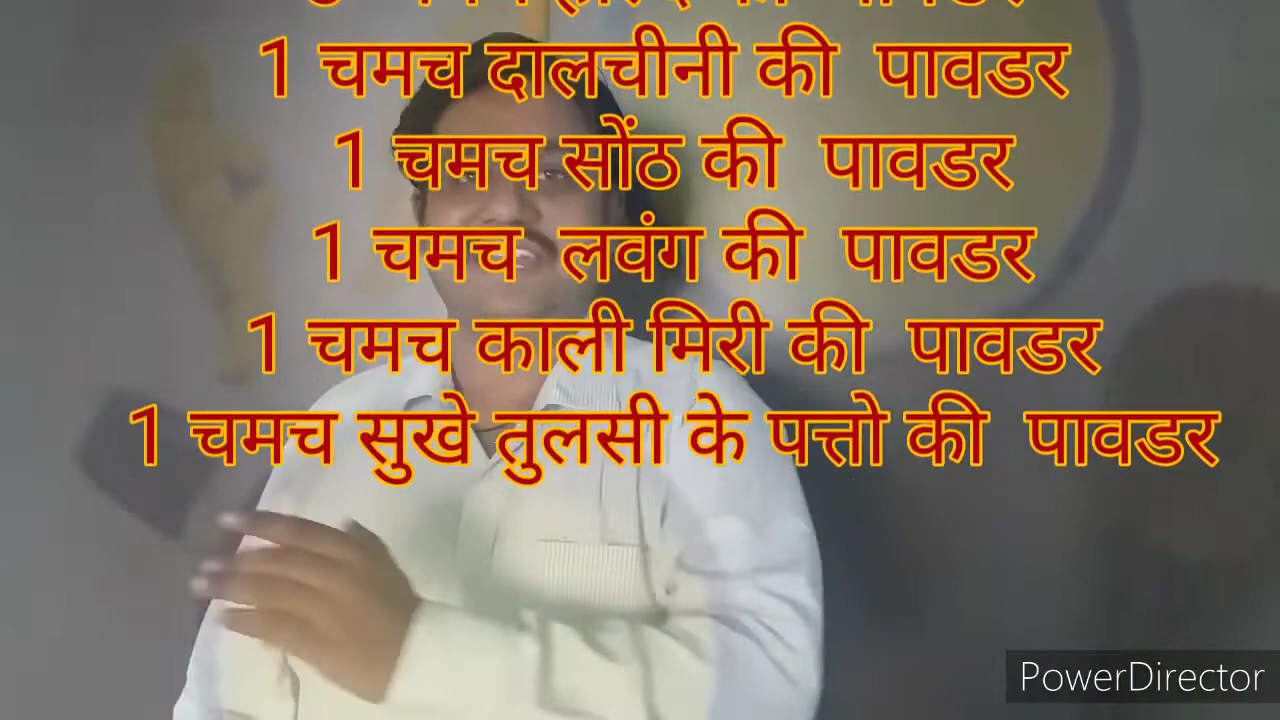 1 चमच दालचीनी की पावडर
1 चमच सोंठ की पावडर
1 चमच लवंग की पावडर
1 चमच काली मिरी की पावडर
1 चमच सुखे तुलसी के पत्तो की पावडर
PowerDirector